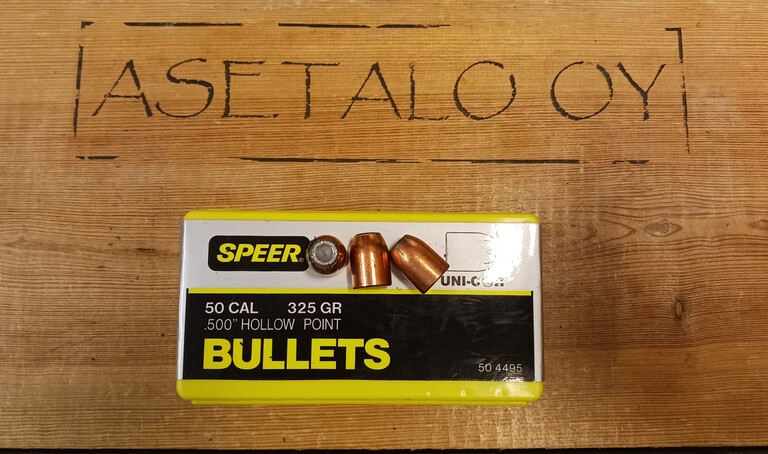 ASETALO OY
SPEER®
UNI-COR
50 CAL 325 GR
.500" HOLLOW POINT
BULLETS
50 4495